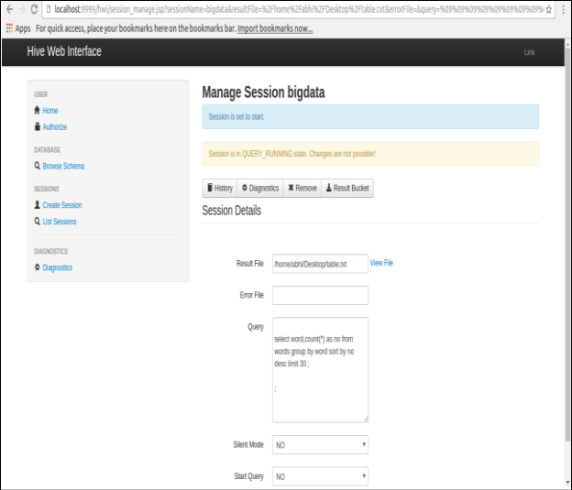 localhost:9999/hwi/session_manage.jsp?sessionName=bigdata&resultFile=%2Fhome%2Fabhi%2FDesktop%2Ftable.txt&errorFile=&query=%09%09%09%09%09%09%09%09%
Apps For quick access, place your bookmarks here on the bookmarks bar. Import bookmarks now...
Hive Web Interface
Link
USER
Home
Authorize
DATABASE
Browse Schema
SESSIONS
Create Session
List Sessions
DIAGNOSTICS
Diagnostics
Manage Session bigdata
Session is set to start.
Session is in QUERY_RUNNING state. Changes are not possible!
History Diagnostics Remove Result Bucket
Session Details
Result File /home/abhi/Desktop/table.txt View File
Error File
Query
select word,count(*) as no from
words group by word sort by no
desc limit 30 ;
;
Silent Mode NO
Start Query NO